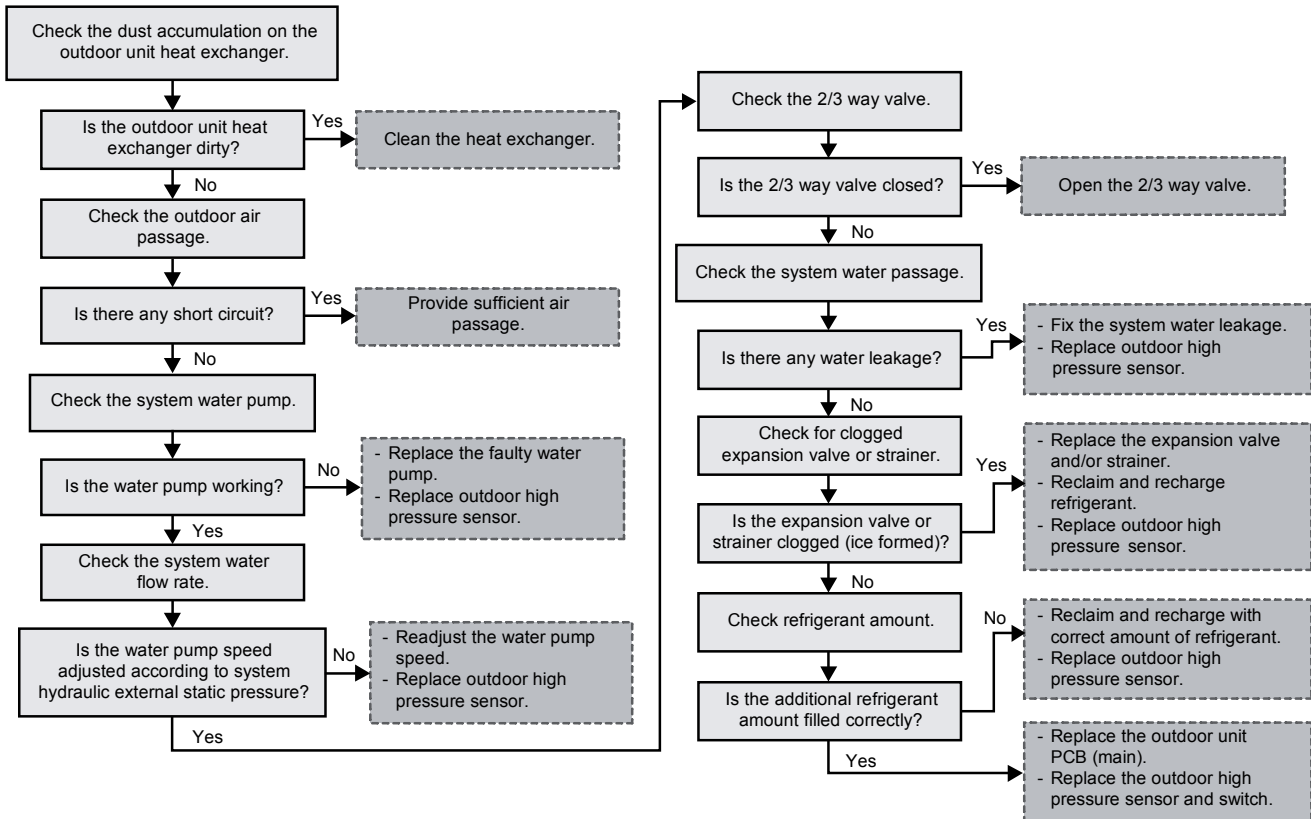 Check the dust accumulation on the
outdoor unit heat exchanger.
Is the outdoor unit heat
exchanger dirty?
Yes
Clean the heat exchanger.
No
Check the outdoor air
passage.
Is there any short circuit?
Yes
Provide sufficient air
passage.
No
Check the system water pump.
Is the water pump working?
No
- Replace the faulty water
pump.
- Replace outdoor high
pressure sensor.
Yes
Check the system water
flow rate.
Is the water pump speed
adjusted according to system
hydraulic external static pressure?
No
- Readjust the water pump
speed.
- Replace outdoor high
pressure sensor.
Yes
Check the 2/3 way valve.
Is the 2/3 way valve closed?
Yes
Open the 2/3 way valve.
No
Check the system water passage.
Is there any water leakage?
Yes
- Fix the system water leakage.
- Replace outdoor high
pressure sensor.
No
Check for clogged
expansion valve or strainer.
Is the expansion valve or
strainer clogged (ice formed)?
Yes
- Replace the expansion valve
and/or strainer.
- Reclaim and recharge
refrigerant.
- Replace outdoor high
pressure sensor.
No
Check refrigerant amount.
Is the additional refrigerant
amount filled correctly?
No
- Reclaim and recharge with
correct amount of refrigerant.
- Replace outdoor high
pressure sensor.
Yes
- Replace the outdoor unit
PCB (main).
- Replace the outdoor high
pressure sensor and switch.